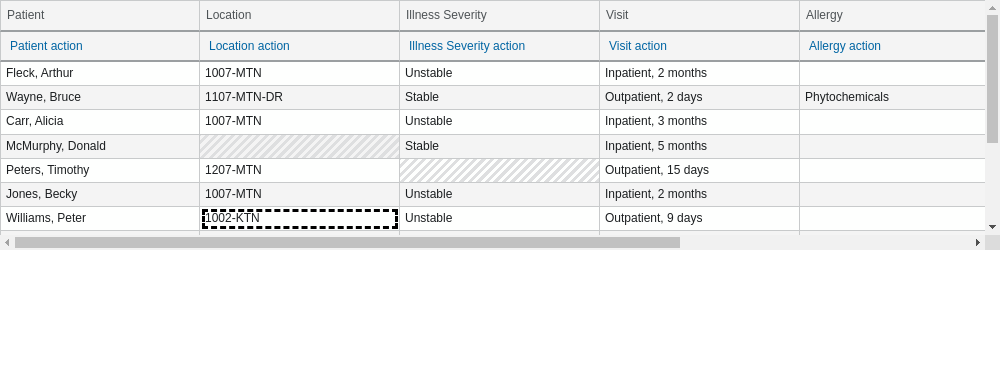 Patient Location Illness Severity Visit Allergy
Patient action Location action Illness Severity action Visit action Allergy action
Fleck, Arthur 1007-MTN Unstable Inpatient, 2 months
Wayne, Bruce 1107-MTN-DR Stable Outpatient, 2 days Phytochemicals
Carr, Alicia 1007-MTN Unstable Inpatient, 3 months
McMurphy, Donald Stable Inpatient, 5 months
Peters, Timothy 1207-MTN Outpatient, 15 days
Jones, Becky 1007-MTN Unstable Inpatient, 2 months
Williams, Peter 1002-KTN Unstable Outpatient, 9 days